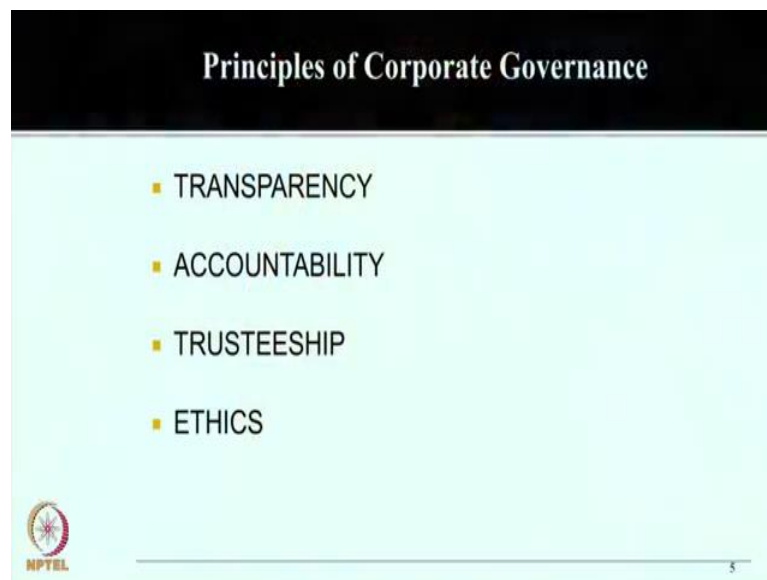 Principles of Corporate Governance
TRANSPARENCY
ACCOUNTABILITY
TRUSTEESHIP
ETHICS
NPTEL
5